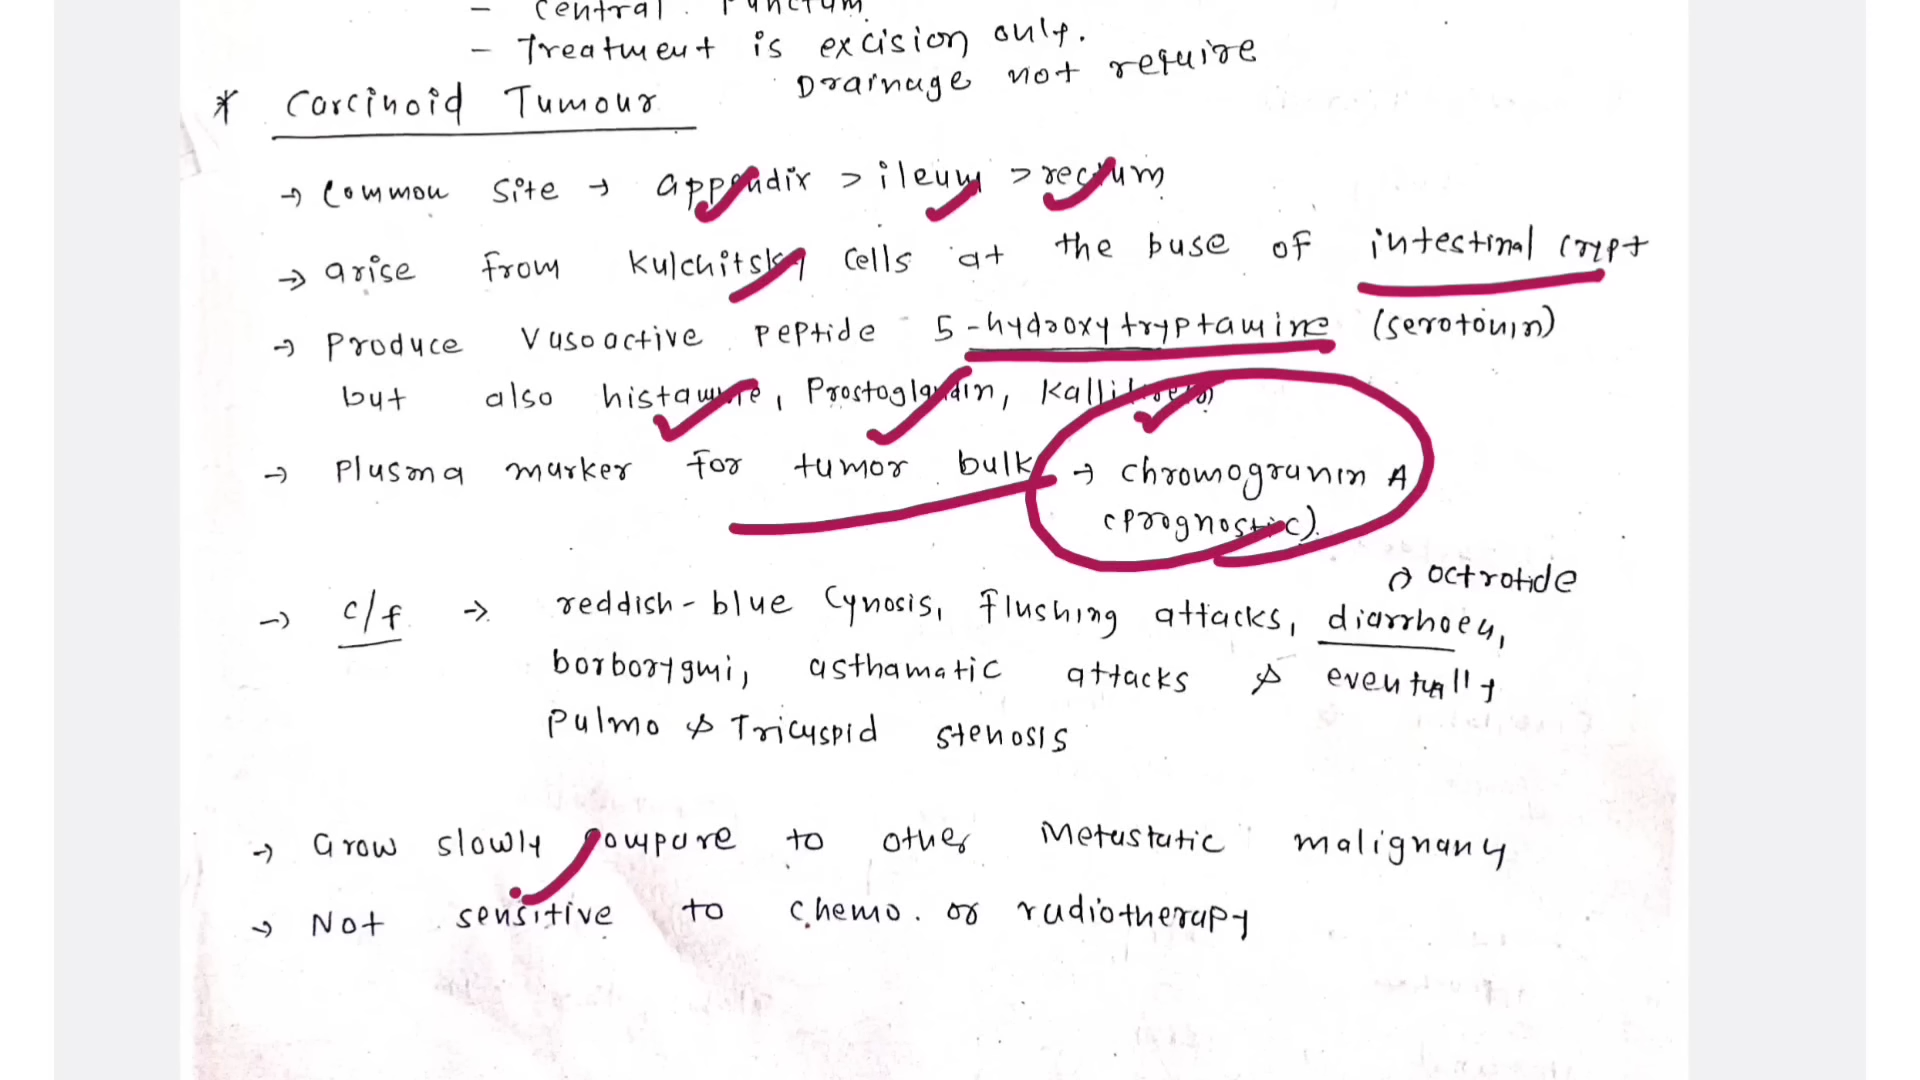 - Central Punctum
- Treatment is excision only.
Drainage not require
* Carcinoid Tumour
→ Common Site → appendix > ileum > rectum
→ arise from Kulchitsky Cells at the base of intestinal crypt
→ Produce Vasoactive Peptide 5-hydroxytryptamine (serotonin)
but also histamine, Prostoglandin, Kallikrein
→ Plasma marker for tumor bulk → chromogranin A
(Prognostic).
→ octrotide
→ c/f → reddish-blue Cynosis, flushing attacks, diarrhoea,
borborygmi, asthamatic attacks & eventually
Pulmo & Tricuspid stenosis
→ Grow slowly compare to other Metastatic malignany
→ Not sensitive to chemo. or radiotherapy